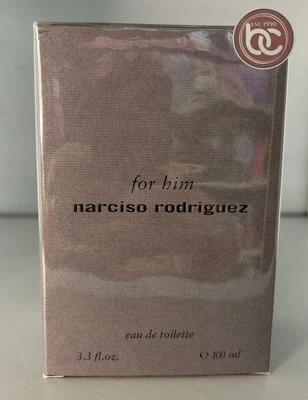 EST. 1990
bc
for him
narciso rodriguez
eau de toilette
3.3 fl.oz. ℮ 100 ml